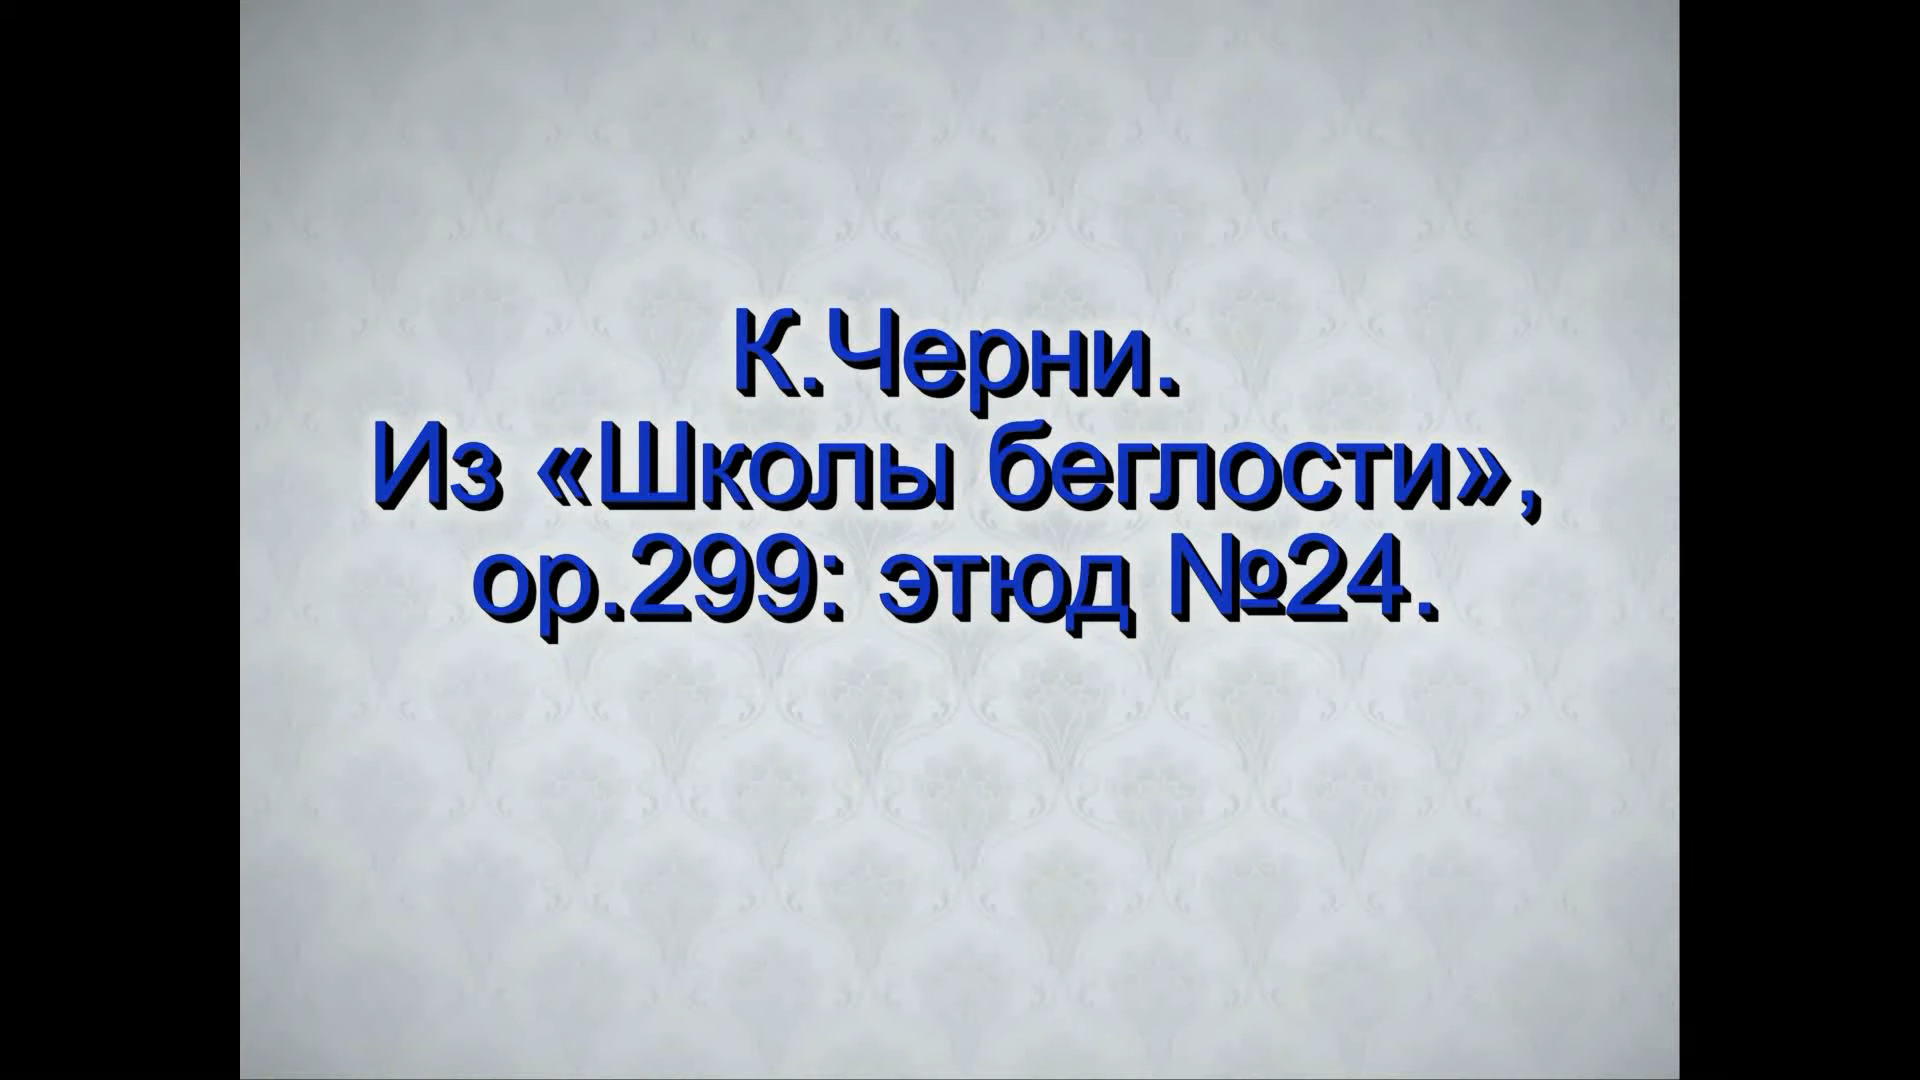 К.Черни.
Из «Школы беглости»,
ор.299: этюд №24.